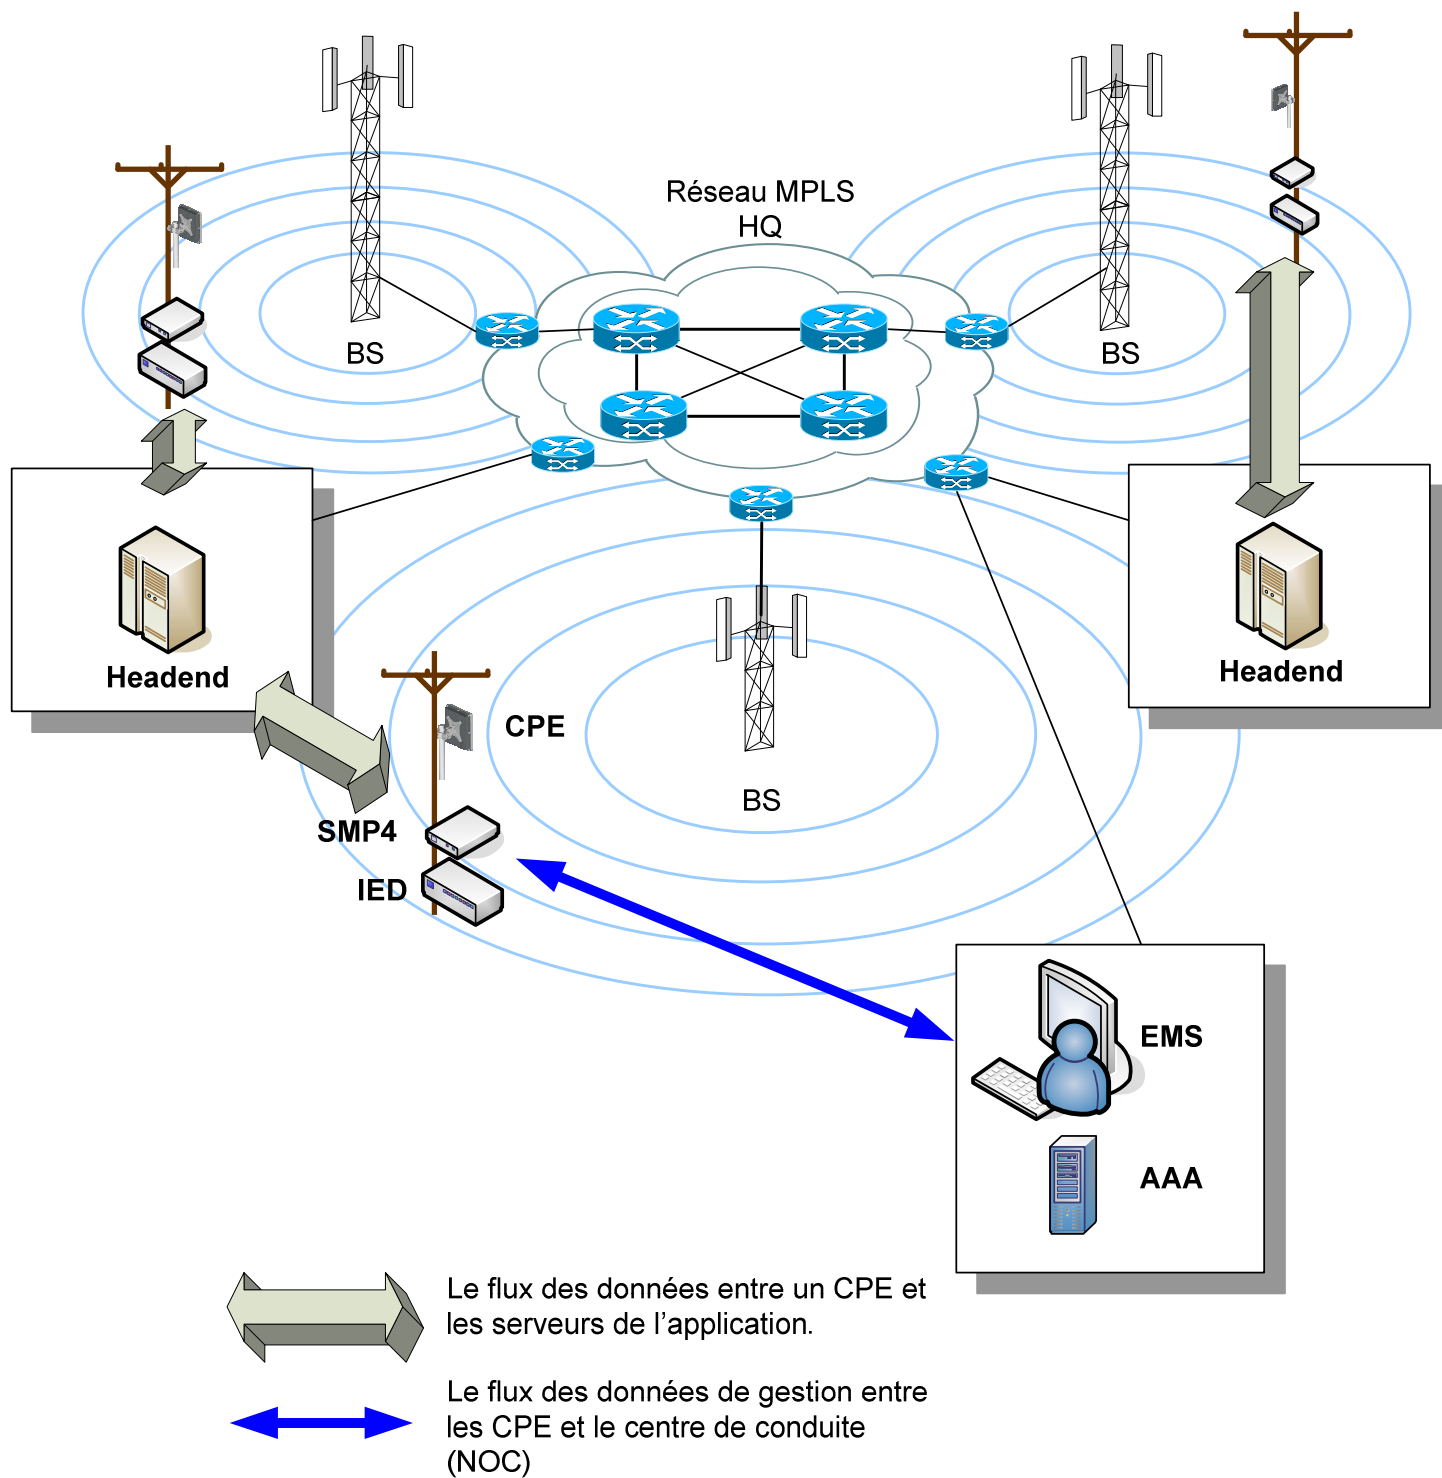 Réseau MPLS
HQ
BS
BS
Headend
Headend
CPE
BS
SMP4
IED
EMS
AAA
Le flux des données entre un CPE et
les serveurs de l’application.
Le flux des données de gestion entre
les CPE et le centre de conduite
(NOC)